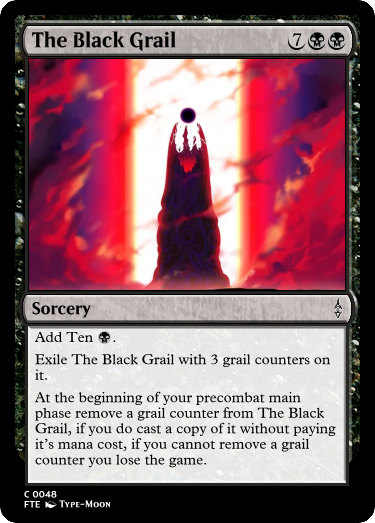 The Black Grail 7
Sorcery
Add Ten .
Exile The Black Grail with 3 grail counters on
it.
At the beginning of your precombat main
phase remove a grail counter from The Black
Grail, if you do cast a copy of it without paying
it's mana cost, if you cannot remove a grail
counter you lose the game.
C 0048
FTE Type-Moon